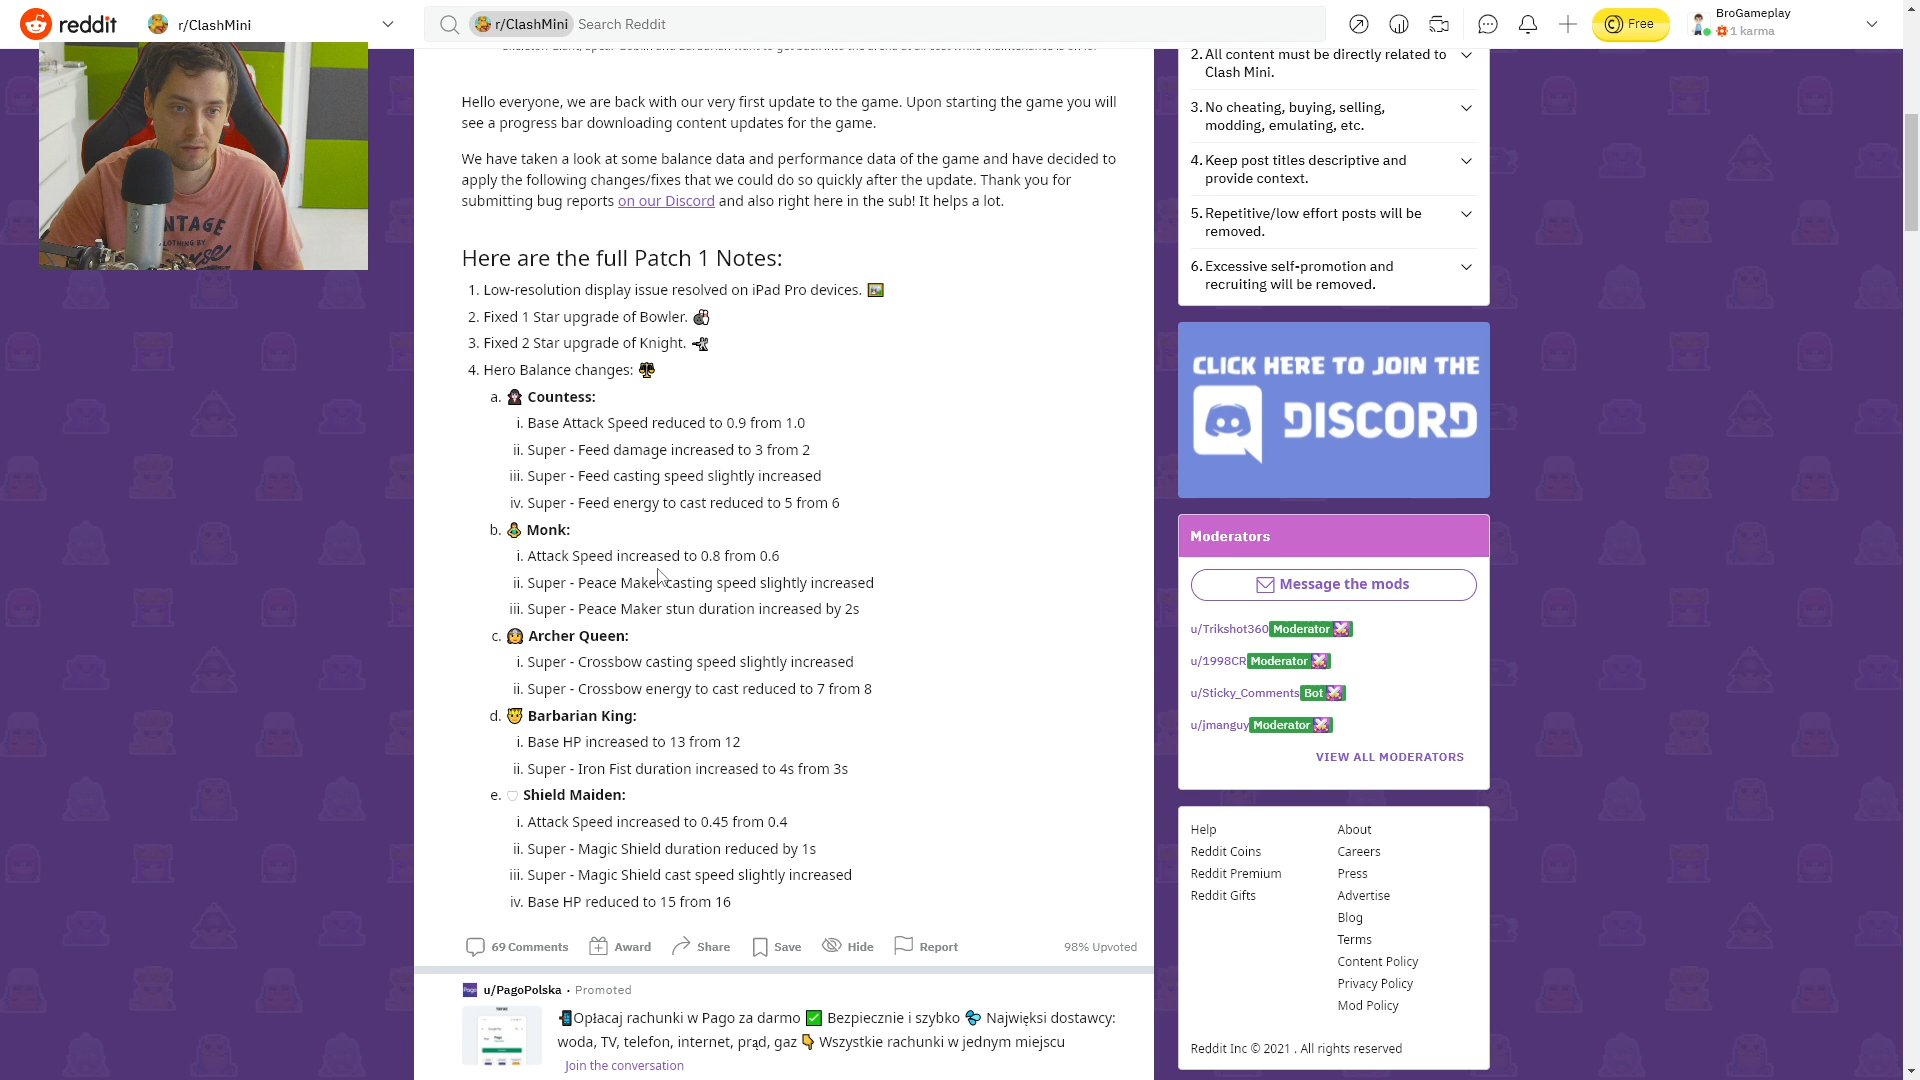 reddit
r/ClashMini
r/ClashMini Search Reddit
Free
BroGameplay
1 karma
VINTAGE
CLOTHING BY
Hello everyone, we are back with our very first update to the game. Upon starting the game you will
see a progress bar downloading content updates for the game.
We have taken a look at some balance data and performance data of the game and have decided to
apply the following changes/fixes that we could do so quickly after the update. Thank you for
submitting bug reports on our Discord and also right here in the sub! It helps a lot.
Here are the full Patch 1 Notes:
1. Low-resolution display issue resolved on iPad Pro devices.
2. Fixed 1 Star upgrade of Bowler.
3. Fixed 2 Star upgrade of Knight.
4. Hero Balance changes:
a. Countess:
i. Base Attack Speed reduced to 0.9 from 1.0
ii. Super - Feed damage increased to 3 from 2
iii. Super - Feed casting speed slightly increased
iv. Super - Feed energy to cast reduced to 5 from 6
b. Monk:
i. Attack Speed increased to 0.8 from 0.6
ii. Super - Peace Maker casting speed slightly increased
iii. Super - Peace Maker stun duration increased by 2s
c. Archer Queen:
i. Super - Crossbow casting speed slightly increased
ii. Super - Crossbow energy to cast reduced to 7 from 8
d. Barbarian King:
i. Base HP increased to 13 from 12
ii. Super - Iron Fist duration increased to 4s from 3s
e. Shield Maiden:
i. Attack Speed increased to 0.45 from 0.4
ii. Super - Magic Shield duration reduced by 1s
iii. Super - Magic Shield cast speed slightly increased
iv. Base HP reduced to 15 from 16
69 Comments Award Share Save Hide Report 98% Upvoted
u/PagoPolska · Promoted
Opłacaj rachunki w Pago za darmo ✅ Bezpiecznie i szybko Najwięksi dostawcy:
woda, TV, telefon, internet, prąd, gaz 👇 Wszystkie rachunki w jednym miejscu
Join the conversation
2. All content must be directly related to
Clash Mini.
3. No cheating, buying, selling,
modding, emulating, etc.
4. Keep post titles descriptive and
provide context.
5. Repetitive/low effort posts will be
removed.
6. Excessive self-promotion and
recruiting will be removed.
CLICK HERE TO JOIN THE
DISCORD
Moderators
Message the mods
u/Trikshot360 Moderator
u/1998CR Moderator
u/Sticky_Comments Bot
u/jmanguy Moderator
VIEW ALL MODERATORS
Help About
Reddit Coins Careers
Reddit Premium Press
Reddit Gifts Advertise
Blog
Terms
Content Policy
Privacy Policy
Mod Policy
Reddit Inc © 2021 . All rights reserved